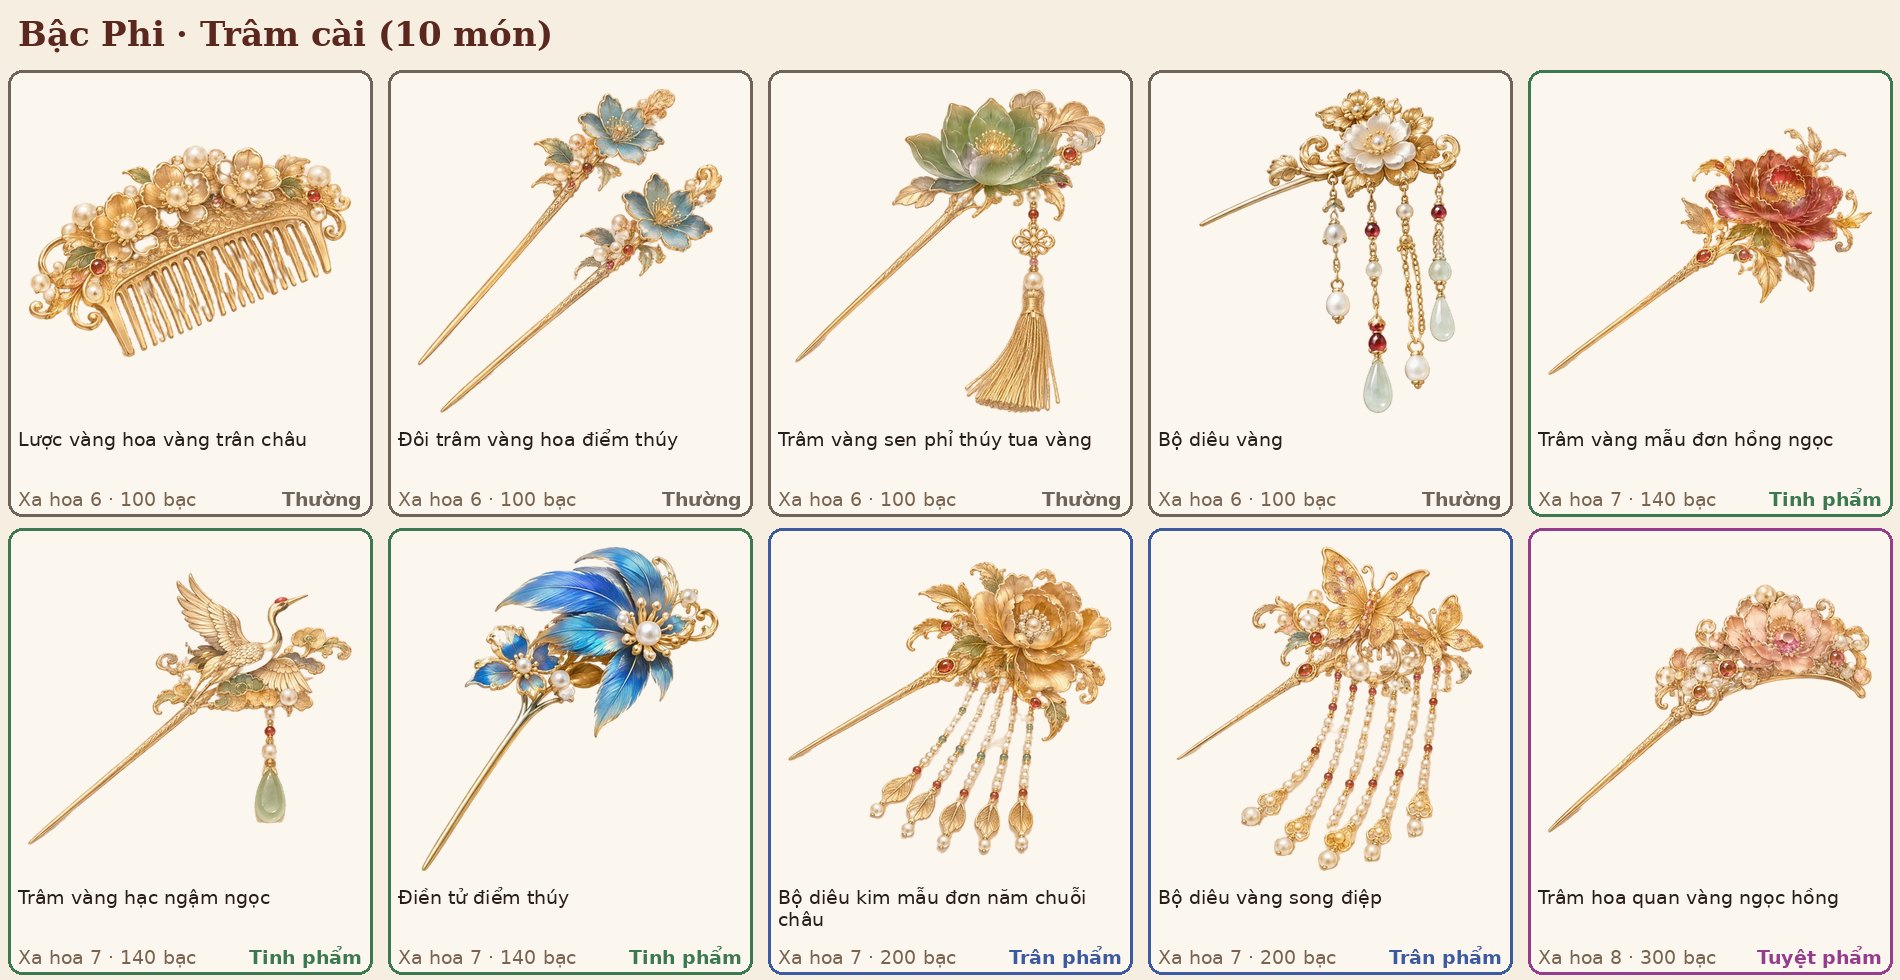 Bậc Phi · Trâm cài (10 món)
Lược vàng hoa vàng trân châu
Xa hoa 6 · 100 bạc Thường
Đôi trâm vàng hoa điểm thúy
Xa hoa 6 · 100 bạc Thường
Trâm vàng sen phỉ thúy tua vàng
Xa hoa 6 · 100 bạc Thường
Bộ diêu vàng
Xa hoa 6 · 100 bạc Thường
Trâm vàng mẫu đơn hồng ngọc
Xa hoa 7 · 140 bạc Tinh phẩm
Trâm vàng hạc ngậm ngọc
Xa hoa 7 · 140 bạc Tinh phẩm
Điền tử điểm thúy
Xa hoa 7 · 140 bạc Tinh phẩm
Bộ diêu kim mẫu đơn năm chuỗi
châu
Xa hoa 7 · 200 bạc Trân phẩm
Bộ diêu vàng song điệp
Xa hoa 7 · 200 bạc Trân phẩm
Trâm hoa quan vàng ngọc hồng
Xa hoa 8 · 300 bạc Tuyệt phẩm